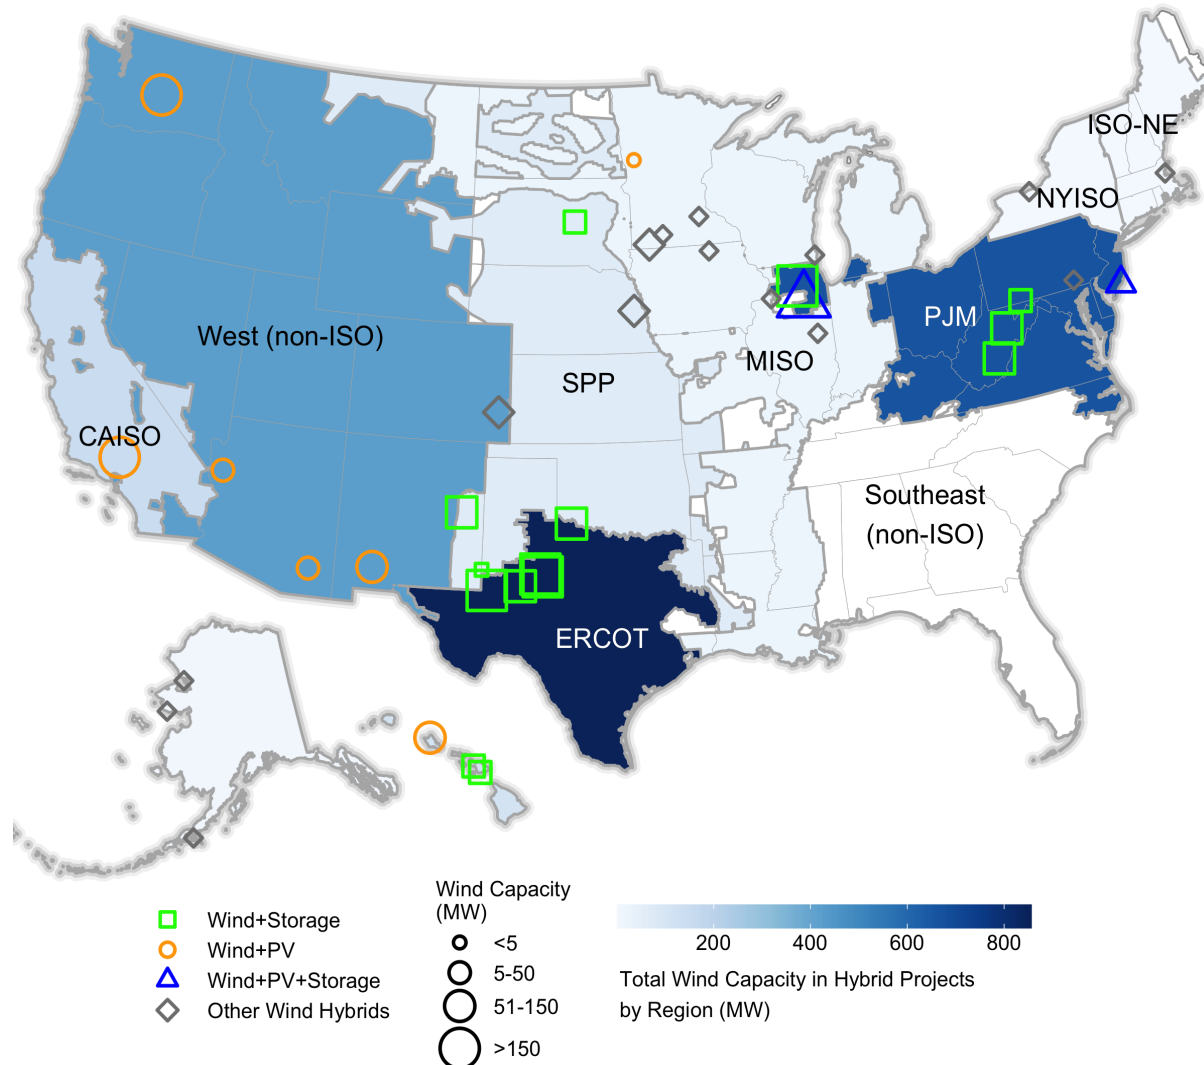 ISO-NE
NYISO
West (non-ISO)
PJM
MISO
SPP
CAISO
Southeast
(non-ISO)
ERCOT
Wind+Storage
Wind+PV
Wind+PV+Storage
Other Wind Hybrids
Wind Capacity
(MW)
<5
5-50
51-150
>150
200 400 600 800
Total Wind Capacity in Hybrid Projects
by Region (MW)